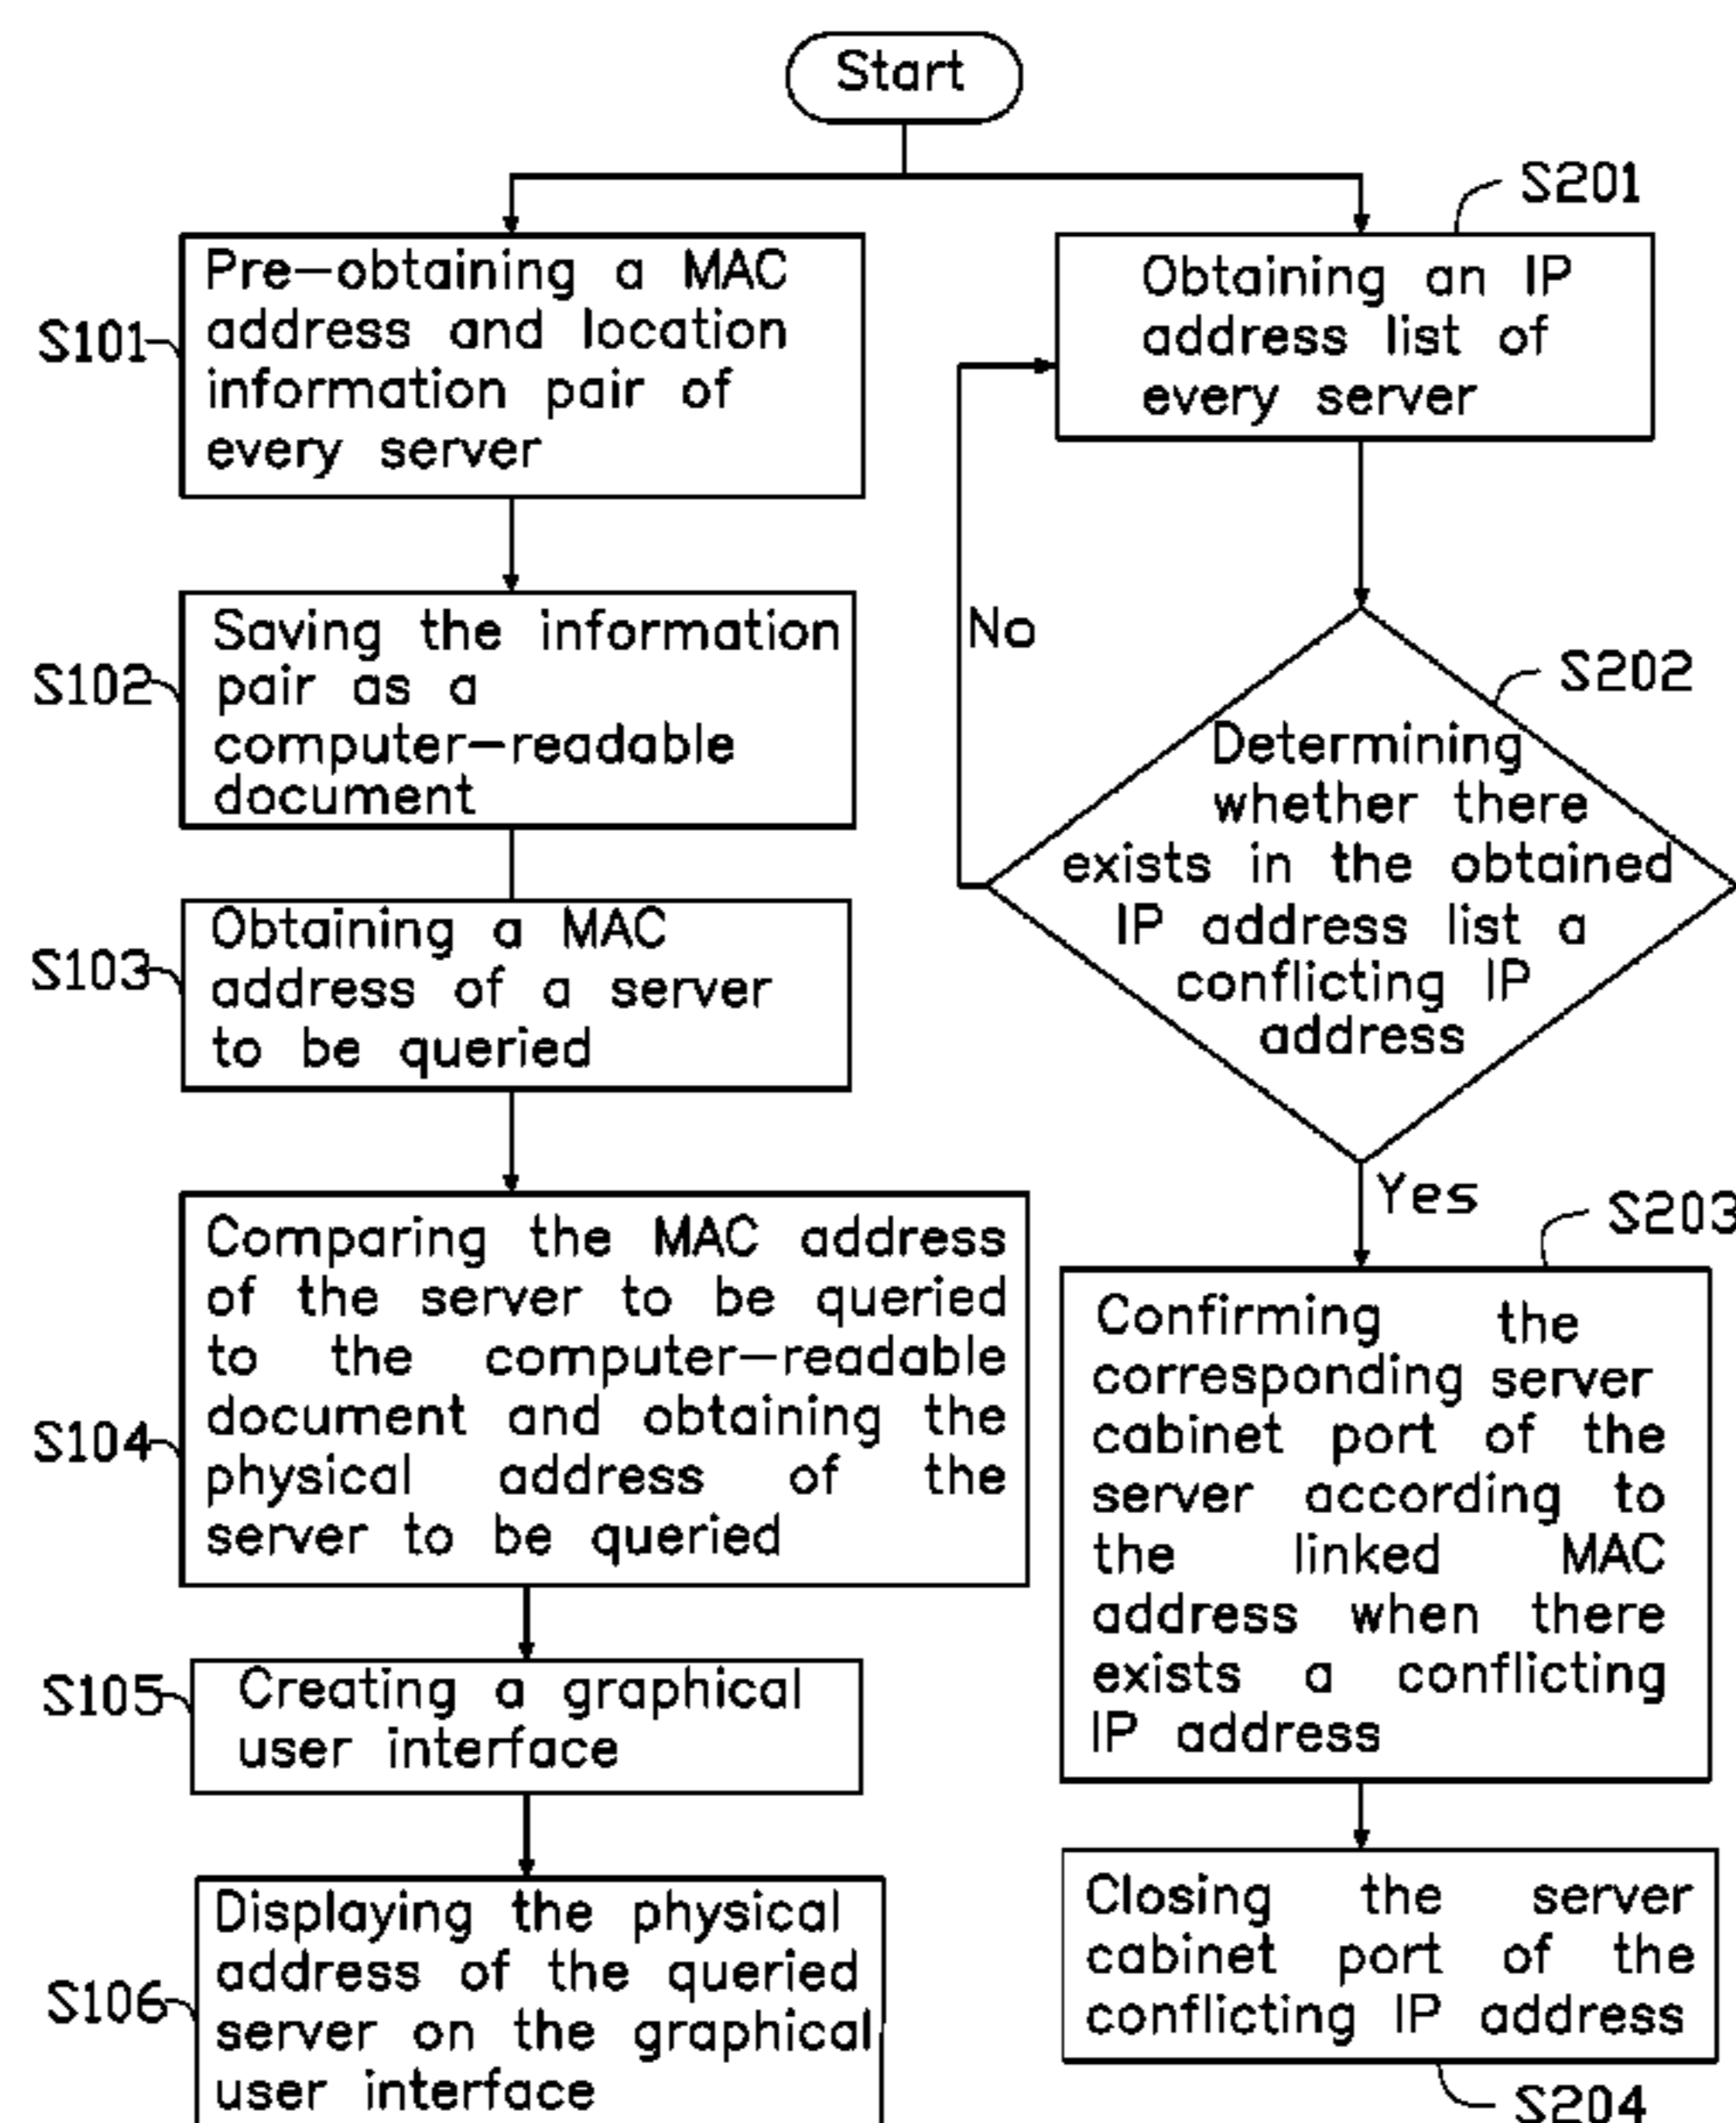 Start
S101
Pre-obtaining a MAC
address and location
information pair of
every server
S102
Saving the information
pair as a
computer-readable
document
S103
Obtaining a MAC
address of a server
to be queried
S104
Comparing the MAC address
of the server to be queried
to the computer-readable
document and obtaining the
physical address of the
server to be queried
S105
Creating a graphical
user interface
S106
Displaying the physical
address of the queried
server on the graphical
user interface
S201
Obtaining an IP
address list of
every server
No
S202
Determining
whether there
exists in the obtained
IP address list a
conflicting IP
address
Yes
S203
Confirming the
corresponding server
cabinet port of the
server according to
the linked MAC
address when there
exists a conflicting
IP address
Closing the server
cabinet port of the
conflicting IP address
S204